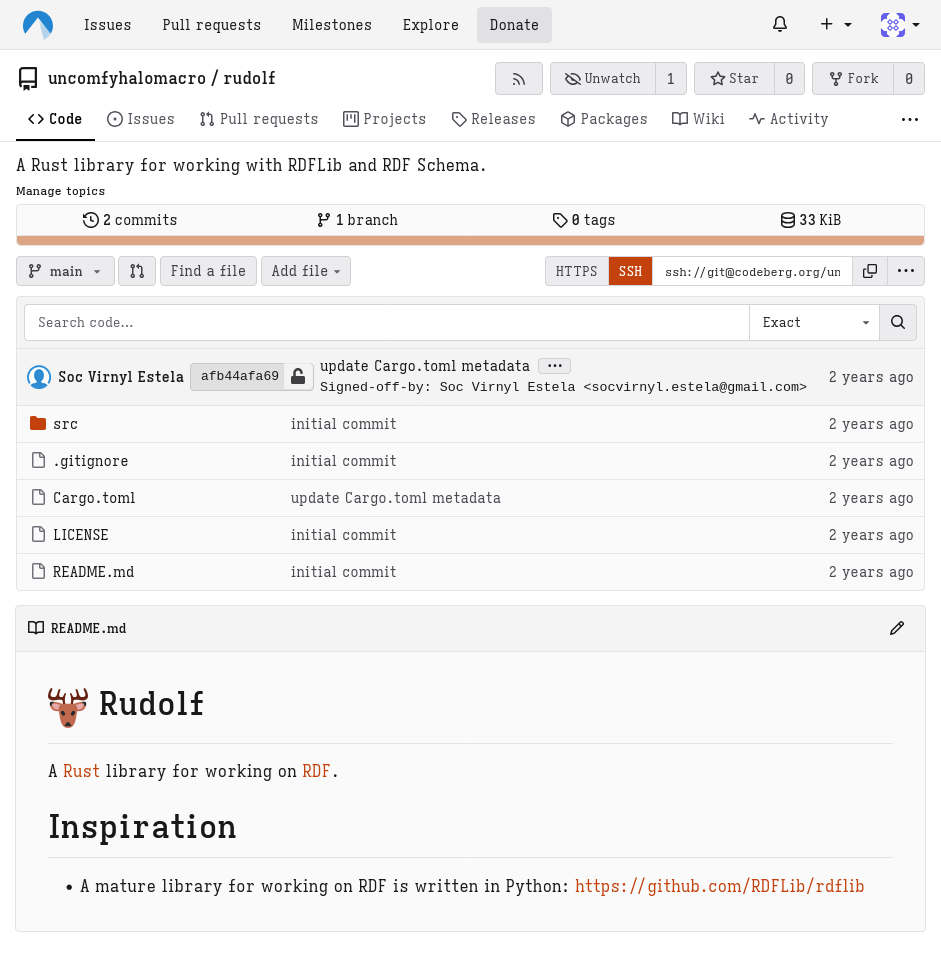 Issues Pull requests Milestones Explore Donate
uncomfyhalomacro / rudolf Unwatch 1 Star 0 Fork 0
Code Issues Pull requests Projects Releases Packages Wiki Activity
A Rust library for working with RDFLib and RDF Schema.
Manage topics
2 commits 1 branch 0 tags 33 KiB
main Find a file Add file HTTPS SSH ssh://git@codeberg.org/un
Search code... Exact
Soc Virnyl Estela afb44afa69 update Cargo.toml metadata ... 2 years ago
Signed-off-by: Soc Virnyl Estela <socvirnyl.estela@gmail.com>
src initial commit 2 years ago
.gitignore initial commit 2 years ago
Cargo.toml update Cargo.toml metadata 2 years ago
LICENSE initial commit 2 years ago
README.md initial commit 2 years ago
README.md
Rudolf
A Rust library for working on RDF.
Inspiration
• A mature library for working on RDF is written in Python: https://github.com/RDFLib/rdflib